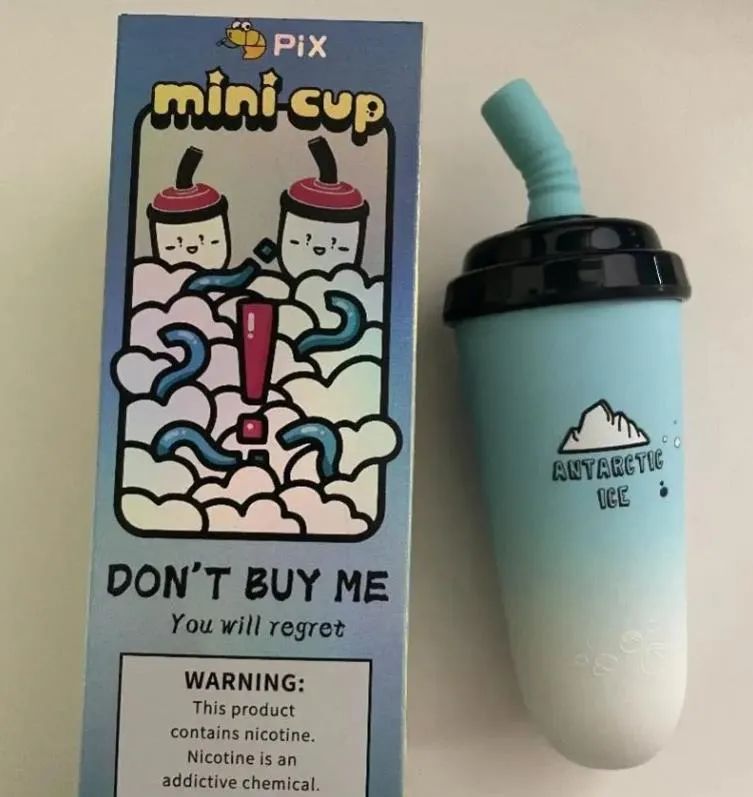 PiX
mini cup
DON'T BUY ME
You will regret
WARNING:
This product
contains nicotine.
Nicotine is an
addictive chemical.
ANTARCTIC
ICE